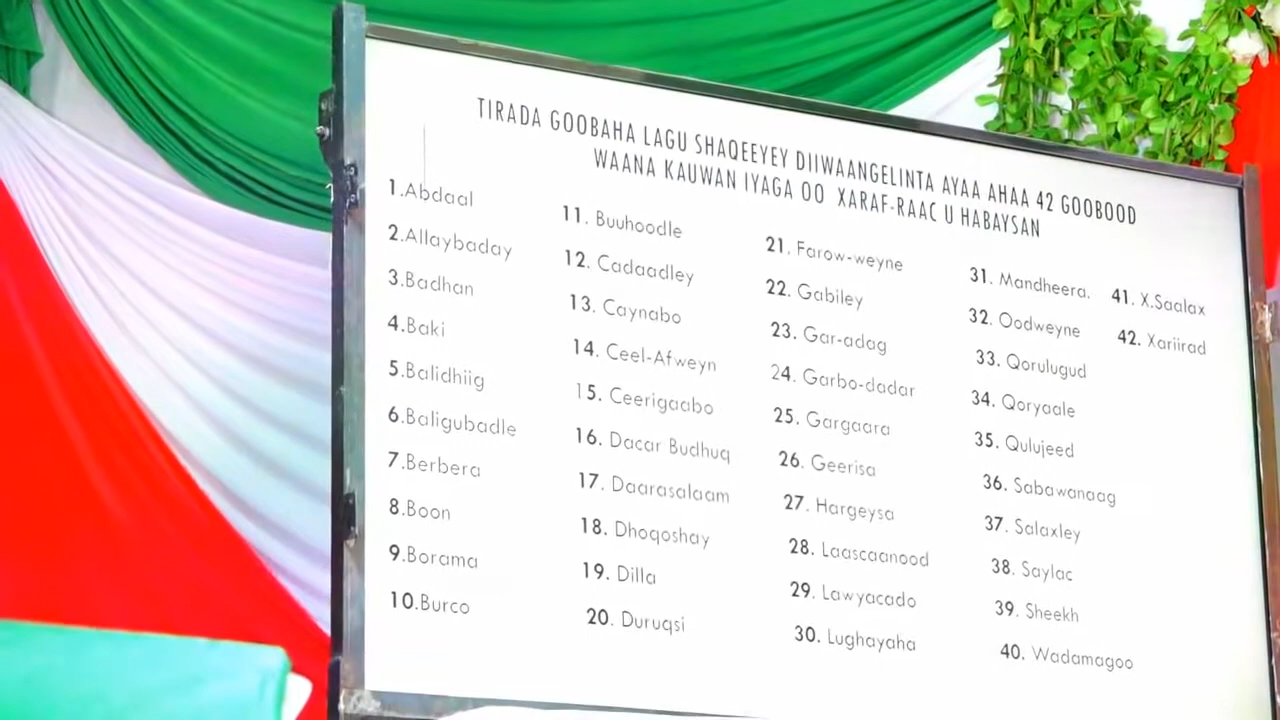 TIRADA GOOBAHA LAGU SHAQEEYEY DIIWAANGELINTA AYAA AHAA 42 GOOBOOD
WAANA KAUWAN IYAGA OO XARAF-RAAC U HABAYSAN
1.Abdaal
2.Allaybaday
3.Badhan
4.Baki
5.Balidhiig
6.Baligubadle
7.Berbera
8.Boon
9.Borama
10.Burco
11. Buuhoodle
12. Cadaadley
13. Caynabo
14. Ceel-Afweyn
15. Ceerigaabo
16. Dacar Budhuq
17. Daarasalaam
18. Dhoqoshay
19. Dilla
20. Duruqsi
21. Farow-weyne
22. Gabiley
23. Gar-adag
24. Garbo-dadar
25. Gargaara
26. Geerisa
27. Hargeysa
28. Laascaanood
29. Lawyacado
30. Lughayaha
31. Mandheera.
32. Oodweyne
33. Qorulugud
34. Qoryaale
35. Qulujeed
36. Sabawanaag
37. Salaxley
38. Saylac
39. Sheekh
40. Wadamagoo
41. X.Saalax
42. Xariirad